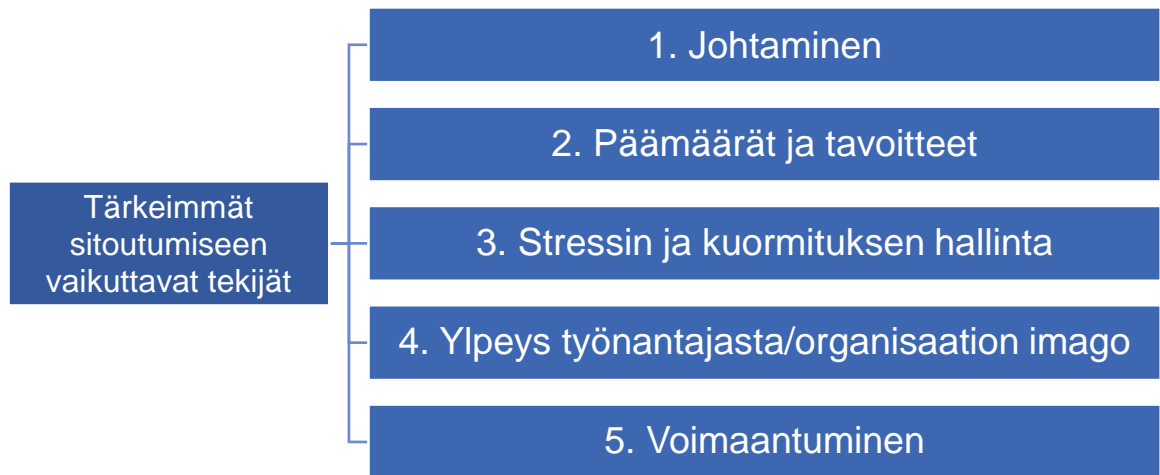 1. Johtaminen
2. Päämäärät ja tavoitteet
Tärkeimmät
sitoutumiseen
vaikuttavat tekijät
3. Stressin ja kuormituksen hallinta
4. Ylpeys työnantajasta/organisaation imago
5. Voimaantuminen